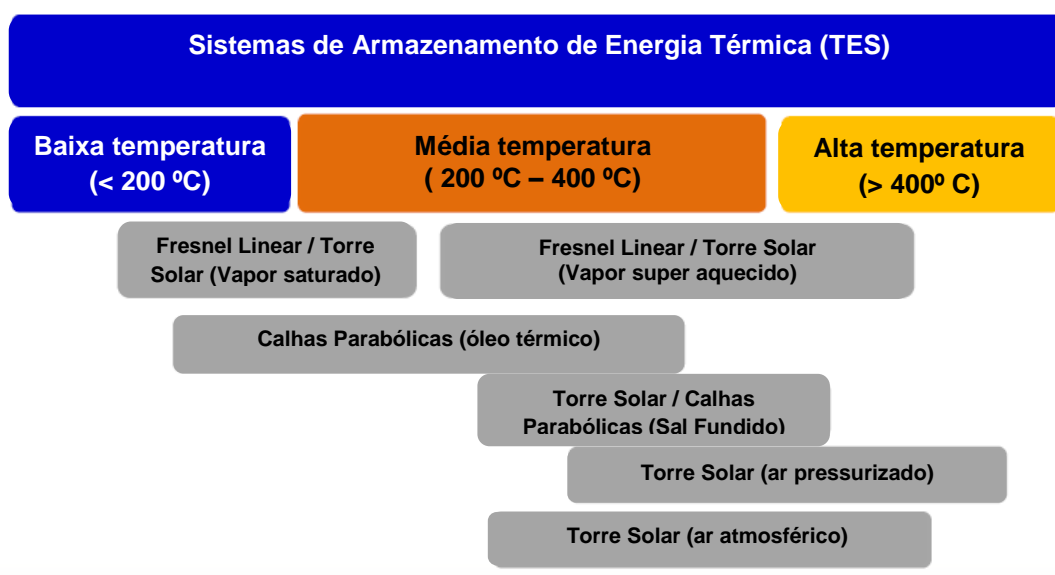 Sistemas de Armazenamento de Energia Térmica (TES)
Baixa temperatura
(< 200 ºC)
Média temperatura
( 200 ºC – 400 ºC)
Alta temperatura
(> 400º C)
Fresnel Linear / Torre
Solar (Vapor saturado)
Fresnel Linear / Torre Solar
(Vapor super aquecido)
Calhas Parabólicas (óleo térmico)
Torre Solar / Calhas
Parabólicas (Sal Fundido)
Torre Solar (ar pressurizado)
Torre Solar (ar atmosférico)